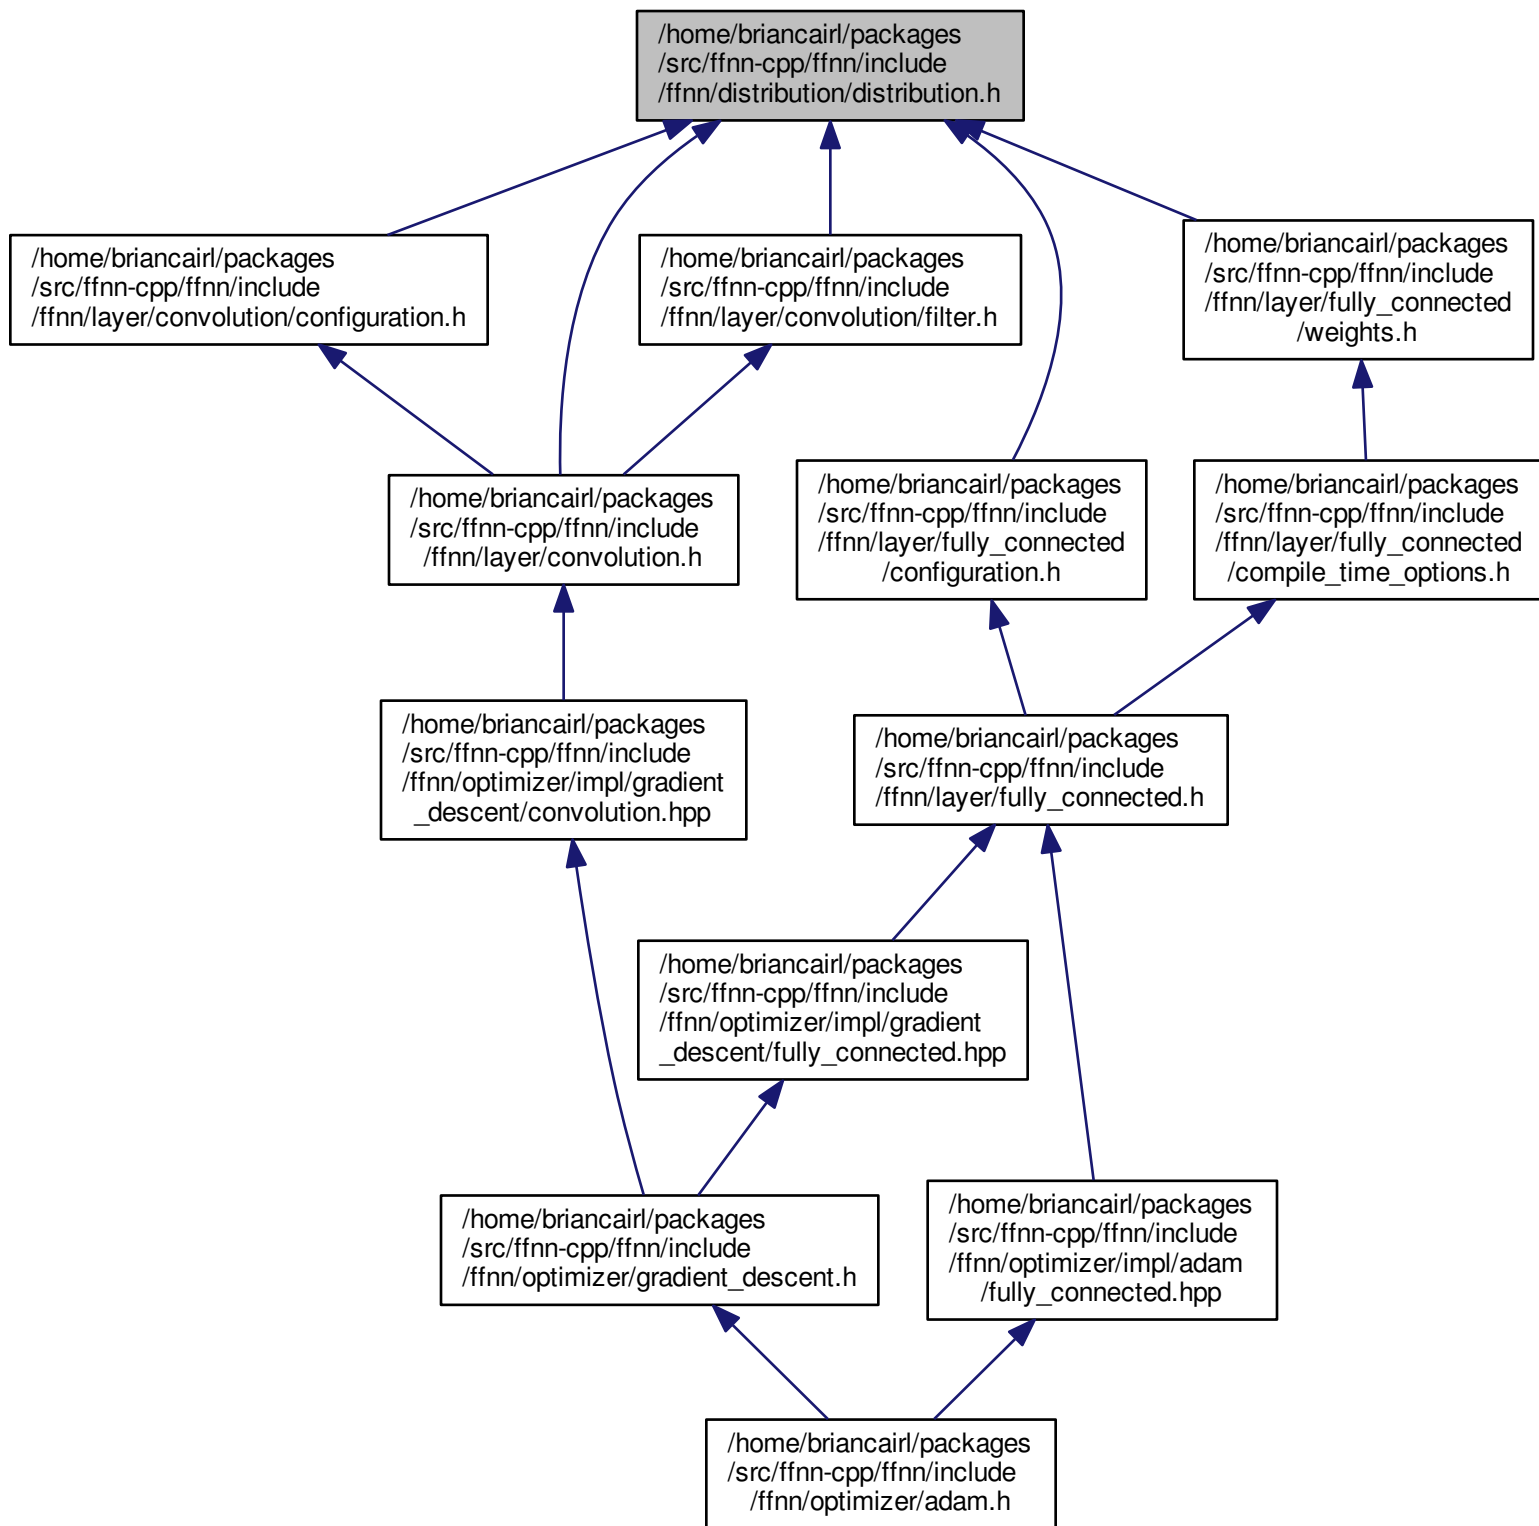 /home/briancairl/packages
/src/ffnn-cpp/ffnn/include
/ffnn/distribution/distribution.h
/home/briancairl/packages
/src/ffnn-cpp/ffnn/include
/ffnn/layer/convolution/configuration.h
/home/briancairl/packages
/src/ffnn-cpp/ffnn/include
/ffnn/layer/convolution/filter.h
/home/briancairl/packages
/src/ffnn-cpp/ffnn/include
/ffnn/layer/fully_connected
/weights.h
/home/briancairl/packages
/src/ffnn-cpp/ffnn/include
/ffnn/layer/convolution.h
/home/briancairl/packages
/src/ffnn-cpp/ffnn/include
/ffnn/layer/fully_connected
/configuration.h
/home/briancairl/packages
/src/ffnn-cpp/ffnn/include
/ffnn/layer/fully_connected
/compile_time_options.h
/home/briancairl/packages
/src/ffnn-cpp/ffnn/include
/ffnn/optimizer/impl/gradient
_descent/convolution.hpp
/home/briancairl/packages
/src/ffnn-cpp/ffnn/include
/ffnn/layer/fully_connected.h
/home/briancairl/packages
/src/ffnn-cpp/ffnn/include
/ffnn/optimizer/impl/gradient
_descent/fully_connected.hpp
/home/briancairl/packages
/src/ffnn-cpp/ffnn/include
/ffnn/optimizer/gradient_descent.h
/home/briancairl/packages
/src/ffnn-cpp/ffnn/include
/ffnn/optimizer/impl/adam
/fully_connected.hpp
/home/briancairl/packages
/src/ffnn-cpp/ffnn/include
/ffnn/optimizer/adam.h